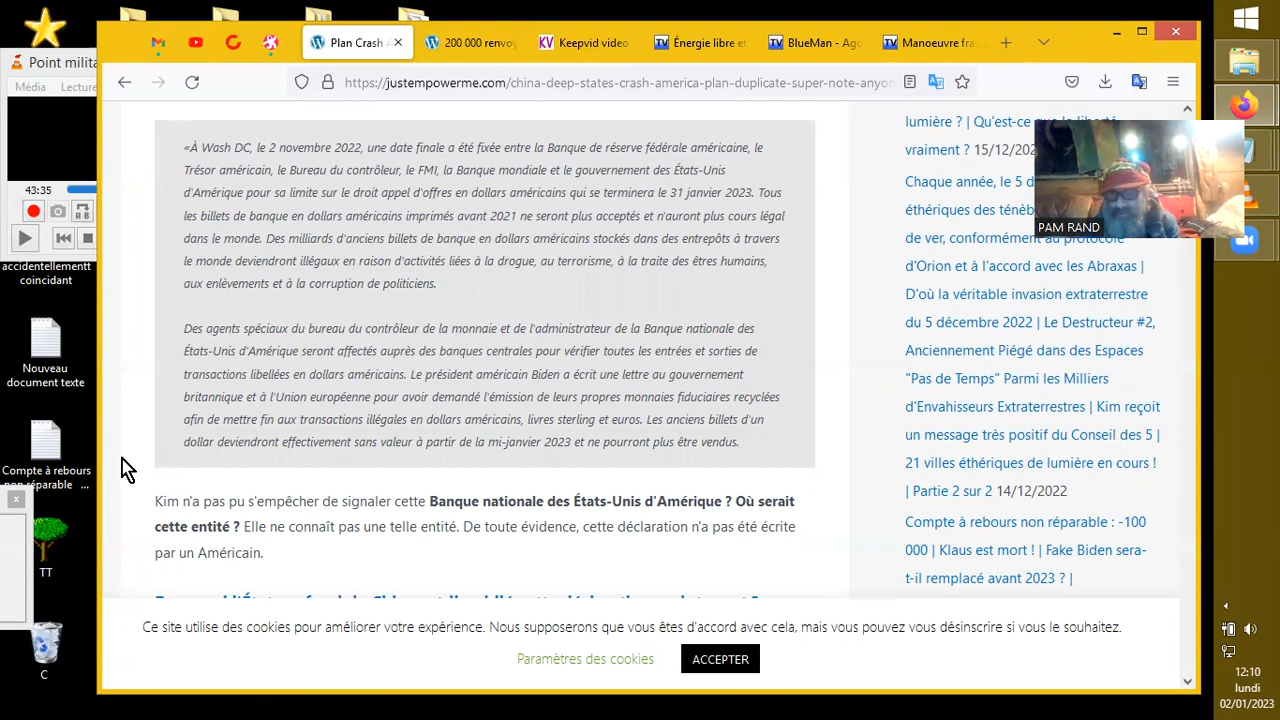 Plan Crash A
200 000 renvoy
Keepvid video
Énergie libre et
BlueMan - Ago
Manoeuvre fra
Point milita
Média Lecture
https://justempowerme.com/china-deep-states-crash-america-plan-duplicate-super-note-anyon
43:35
accidentellementt
coincidant
Nouveau
document texte
Compte à rebours
non réparable ...
TT
C
«À Wash DC, le 2 novembre 2022, une date finale a été fixée entre la Banque de réserve fédérale américaine, le
Trésor américain, le Bureau du contrôleur, le FMI, la Banque mondiale et le gouvernement des États-Unis
d'Amérique pour sa limite sur le droit appel d'offres en dollars américains qui se terminera le 31 janvier 2023. Tous
les billets de banque en dollars américains imprimés avant 2021 ne seront plus acceptés et n'auront plus cours légal
dans le monde. Des milliards d'anciens billets de banque en dollars américains stockés dans des entrepôts à travers
le monde deviendront illégaux en raison d'activités liées à la drogue, au terrorisme, à la traite des êtres humains,
aux enlèvements et à la corruption de politiciens.
Des agents spéciaux du bureau du contrôleur de la monnaie et de l'administrateur de la Banque nationale des
États-Unis d'Amérique seront affectés auprès des banques centrales pour vérifier toutes les entrées et sorties de
transactions libellées en dollars américains. Le président américain Biden a écrit une lettre au gouvernement
britannique et à l'Union européenne pour avoir demandé l'émission de leurs propres monnaies fiduciaires recyclées
afin de mettre fin aux transactions illégales en dollars américains, livres sterling et euros. Les anciens billets d'un
dollar deviendront effectivement sans valeur à partir de la mi-janvier 2023 et ne pourront plus être vendus.
Kim n'a pas pu s'empêcher de signaler cette Banque nationale des États-Unis d'Amérique ? Où serait
cette entité ? Elle ne connaît pas une telle entité. De toute évidence, cette déclaration n'a pas été écrite
par un Américain.
lumière ? | Qu'est-ce que la liberté
vraiment ? 15/12/202
Chaque année, le 5 d
éthériques des ténèb
de ver, conformément au protocole
d'Orion et à l'accord avec les Abraxas |
D'où la véritable invasion extraterrestre
du 5 décembre 2022 | Le Destructeur #2,
Anciennement Piégé dans des Espaces
"Pas de Temps" Parmi les Milliers
d'Envahisseurs Extraterrestres | Kim reçoit
un message très positif du Conseil des 5 |
21 villes éthériques de lumière en cours !
| Partie 2 sur 2 14/12/2022
Compte à rebours non réparable : -100
000 | Klaus est mort ! | Fake Biden sera-
t-il remplacé avant 2023 ? |
PAM RAND
Ce site utilise des cookies pour améliorer votre expérience. Nous supposerons que vous êtes d'accord avec cela, mais vous pouvez vous désinscrire si vous le souhaitez.
Paramètres des cookies
ACCEPTER
12:10
lundi
02/01/2023